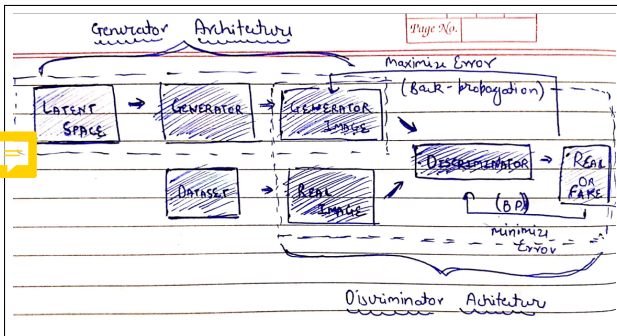 Page No.
Generator Architecture
Maximize Error
(Back-propagation)
LATENT
SPACE
GENERATOR
GENERATOR
IMAGE
DISCRIMINATOR
REAL
OR
FAKE
DATASET
REAL
IMAGE
(BP)
minimize
Error
Discriminator Achitectur